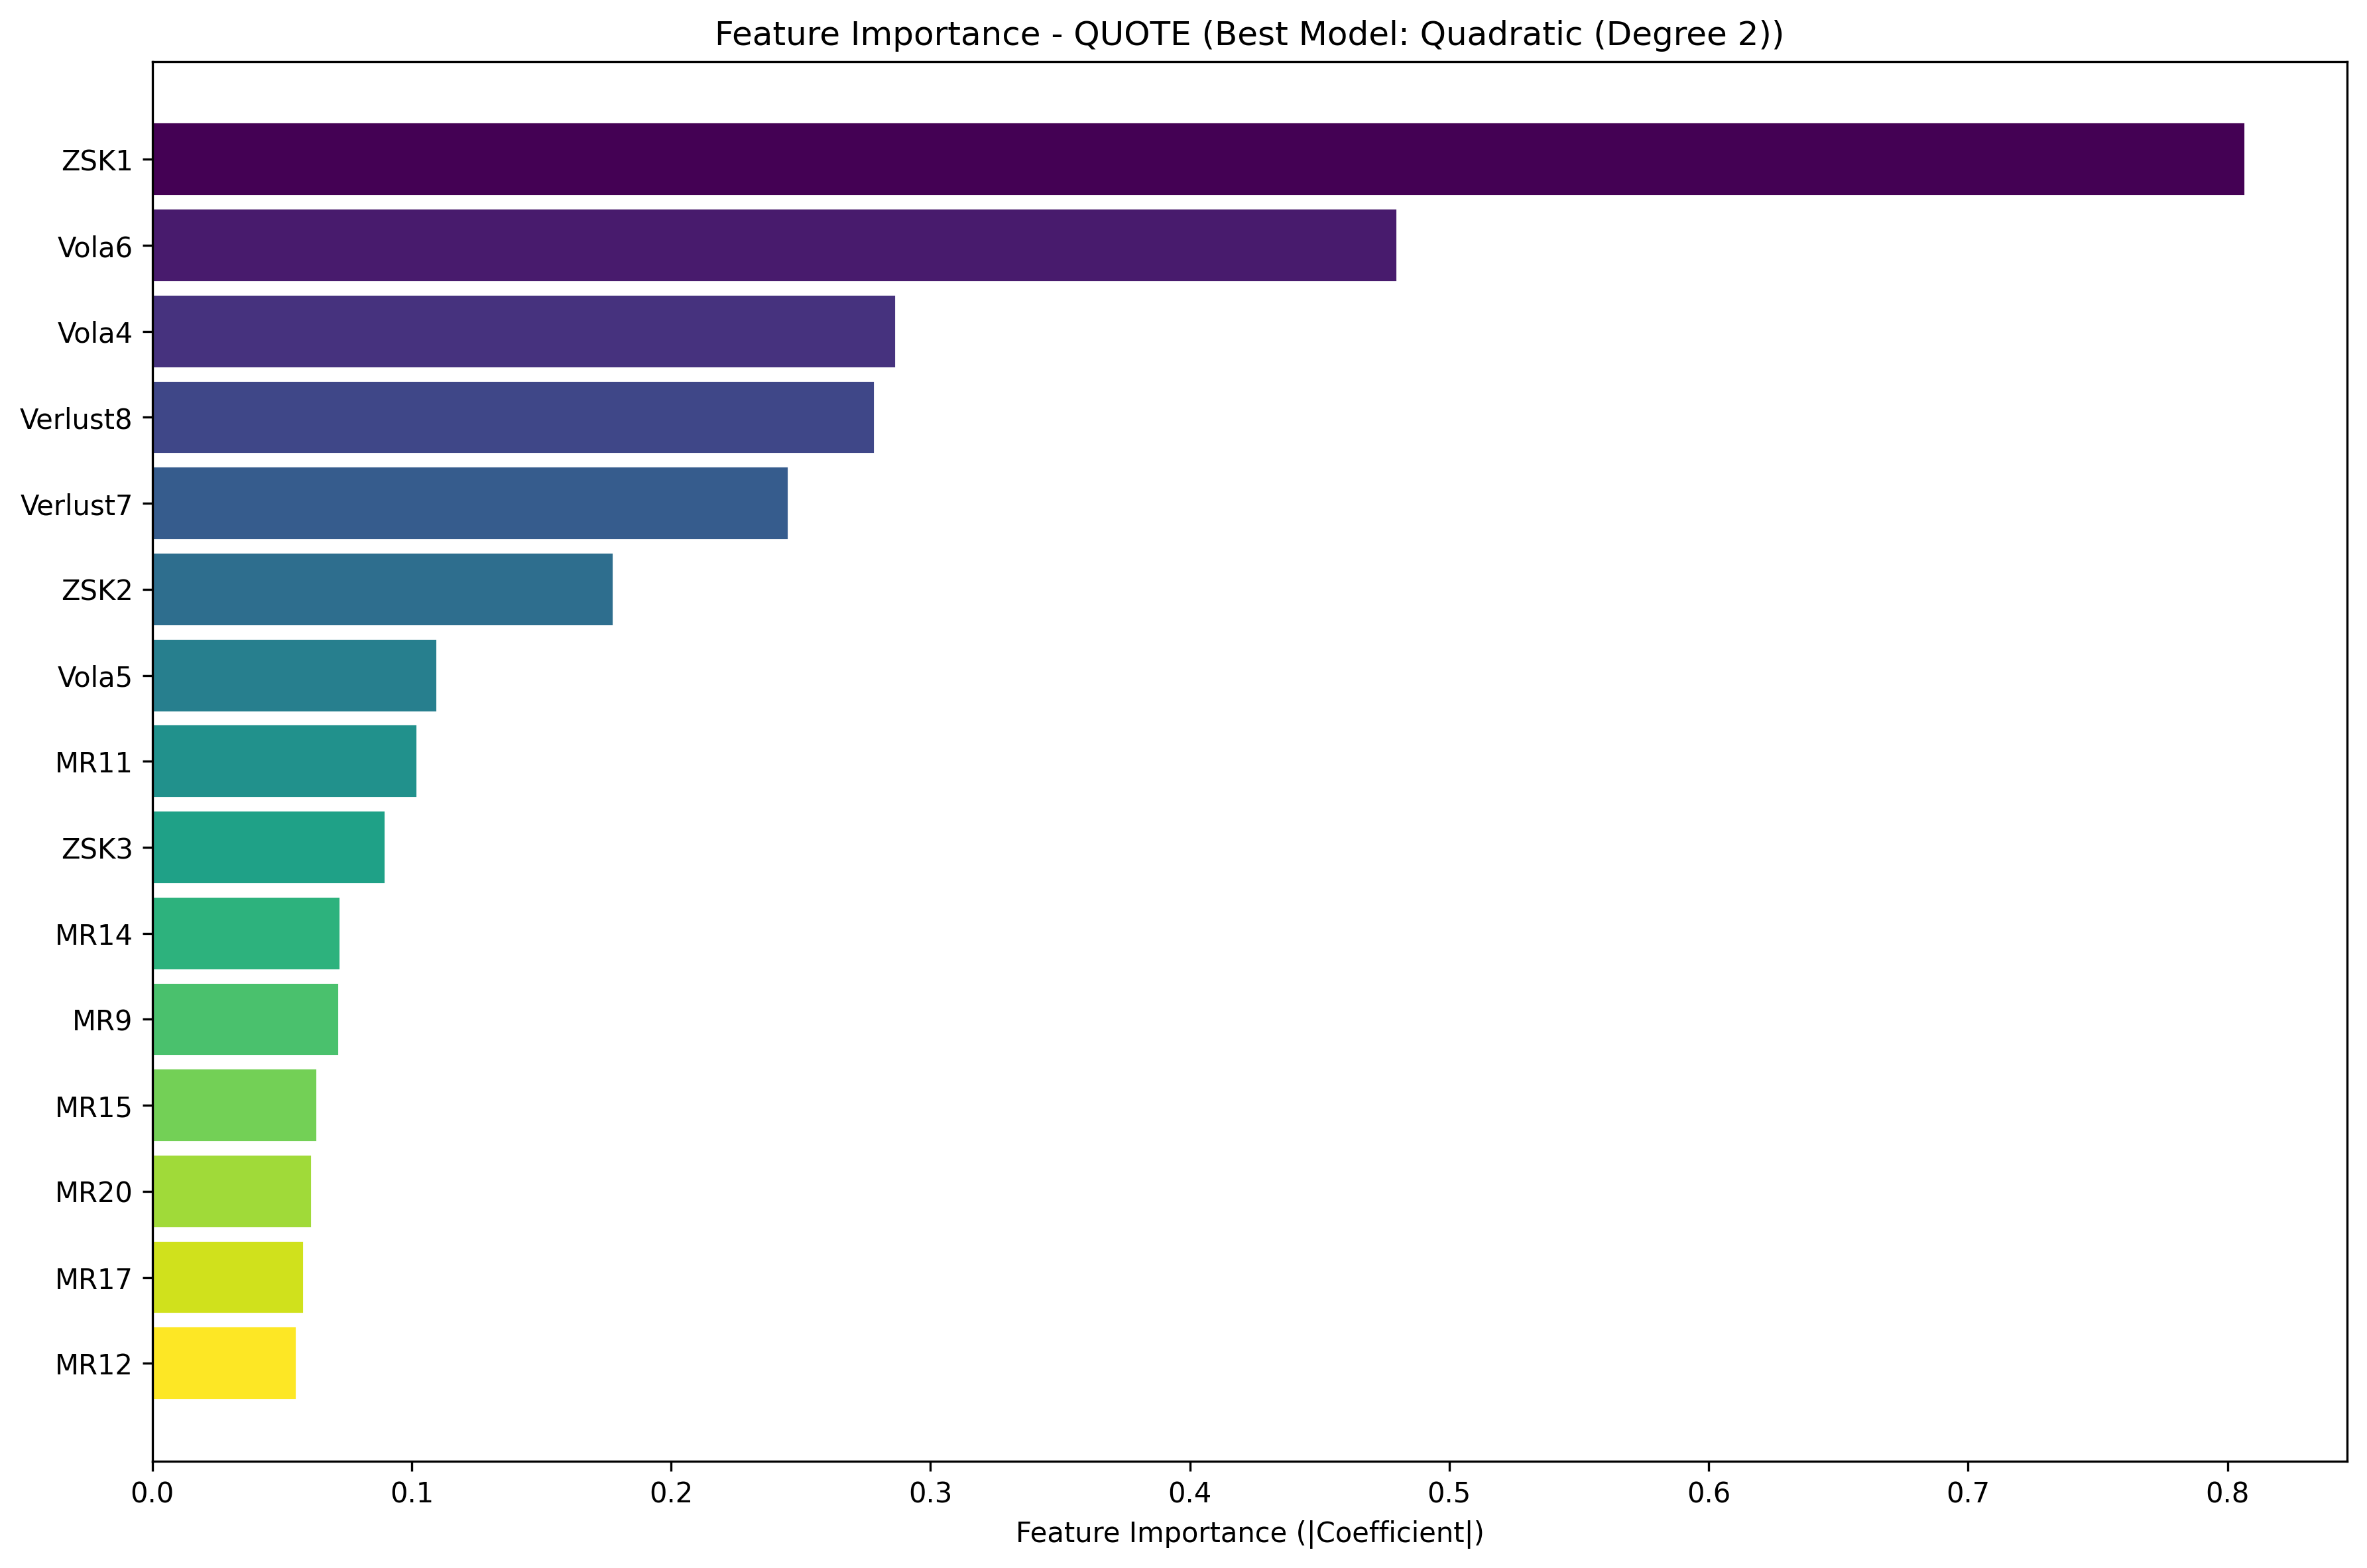 Feature Importance - QUOTE (Best Model: Quadratic (Degree 2))
ZSK1
Vola6
Vola4
Verlust8
Verlust7
ZSK2
Vola5
MR11
ZSK3
MR14
MR9
MR15
MR20
MR17
MR12
0.0 0.1 0.2 0.3 0.4 0.5 0.6 0.7 0.8
Feature Importance (|Coefficient|)